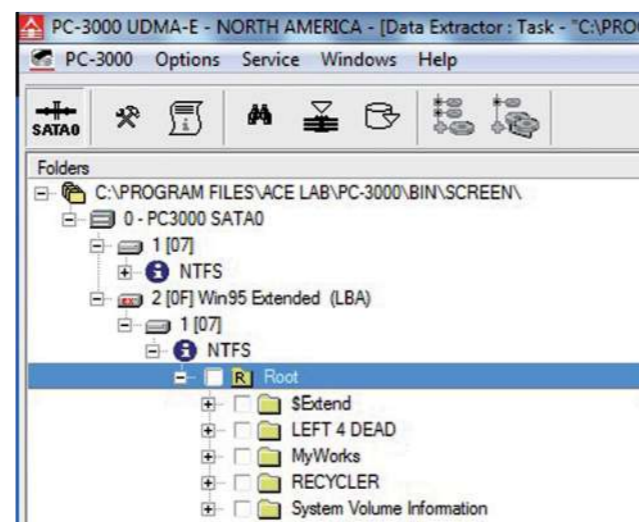 PC-3000 UDMA-E - NORTH AMERICA - [Data Extractor : Task - "C:\PRO
PC-3000 Options Service Windows Help
SATA0
Folders
C:\PROGRAM FILES\ACE LAB\PC-3000\BIN\SCREEN\
0 - PC3000 SATA0
1 [07]
NTFS
2 [0F] Win95 Extended (LBA)
1 [07]
NTFS
R Root
$Extend
LEFT 4 DEAD
MyWorks
RECYCLER
System Volume Information